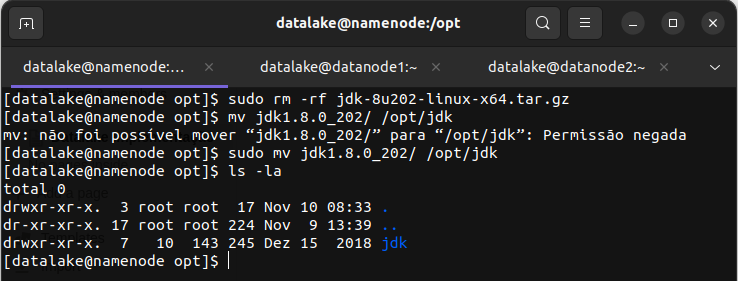 datalake@namenode:/opt
datalake@namenode:... × datalake@datanode1:~ × datalake@datanode2:~ ×
[datalake@namenode opt]$ sudo rm -rf jdk-8u202-linux-x64.tar.gz
[datalake@namenode opt]$ mv jdk1.8.0_202/ /opt/jdk
mv: não foi possível mover “jdk1.8.0_202/” para “/opt/jdk”: Permissão negada
[datalake@namenode opt]$ sudo mv jdk1.8.0_202/ /opt/jdk
[datalake@namenode opt]$ ls -la
total 0
drwxr-xr-x.  3 root root  17 Nov 10 08:33 .
dr-xr-xr-x. 17 root root 224 Nov  9 13:39 ..
drwxr-xr-x.  7   10  143 245 Dez 15  2018 jdk
[datalake@namenode opt]$